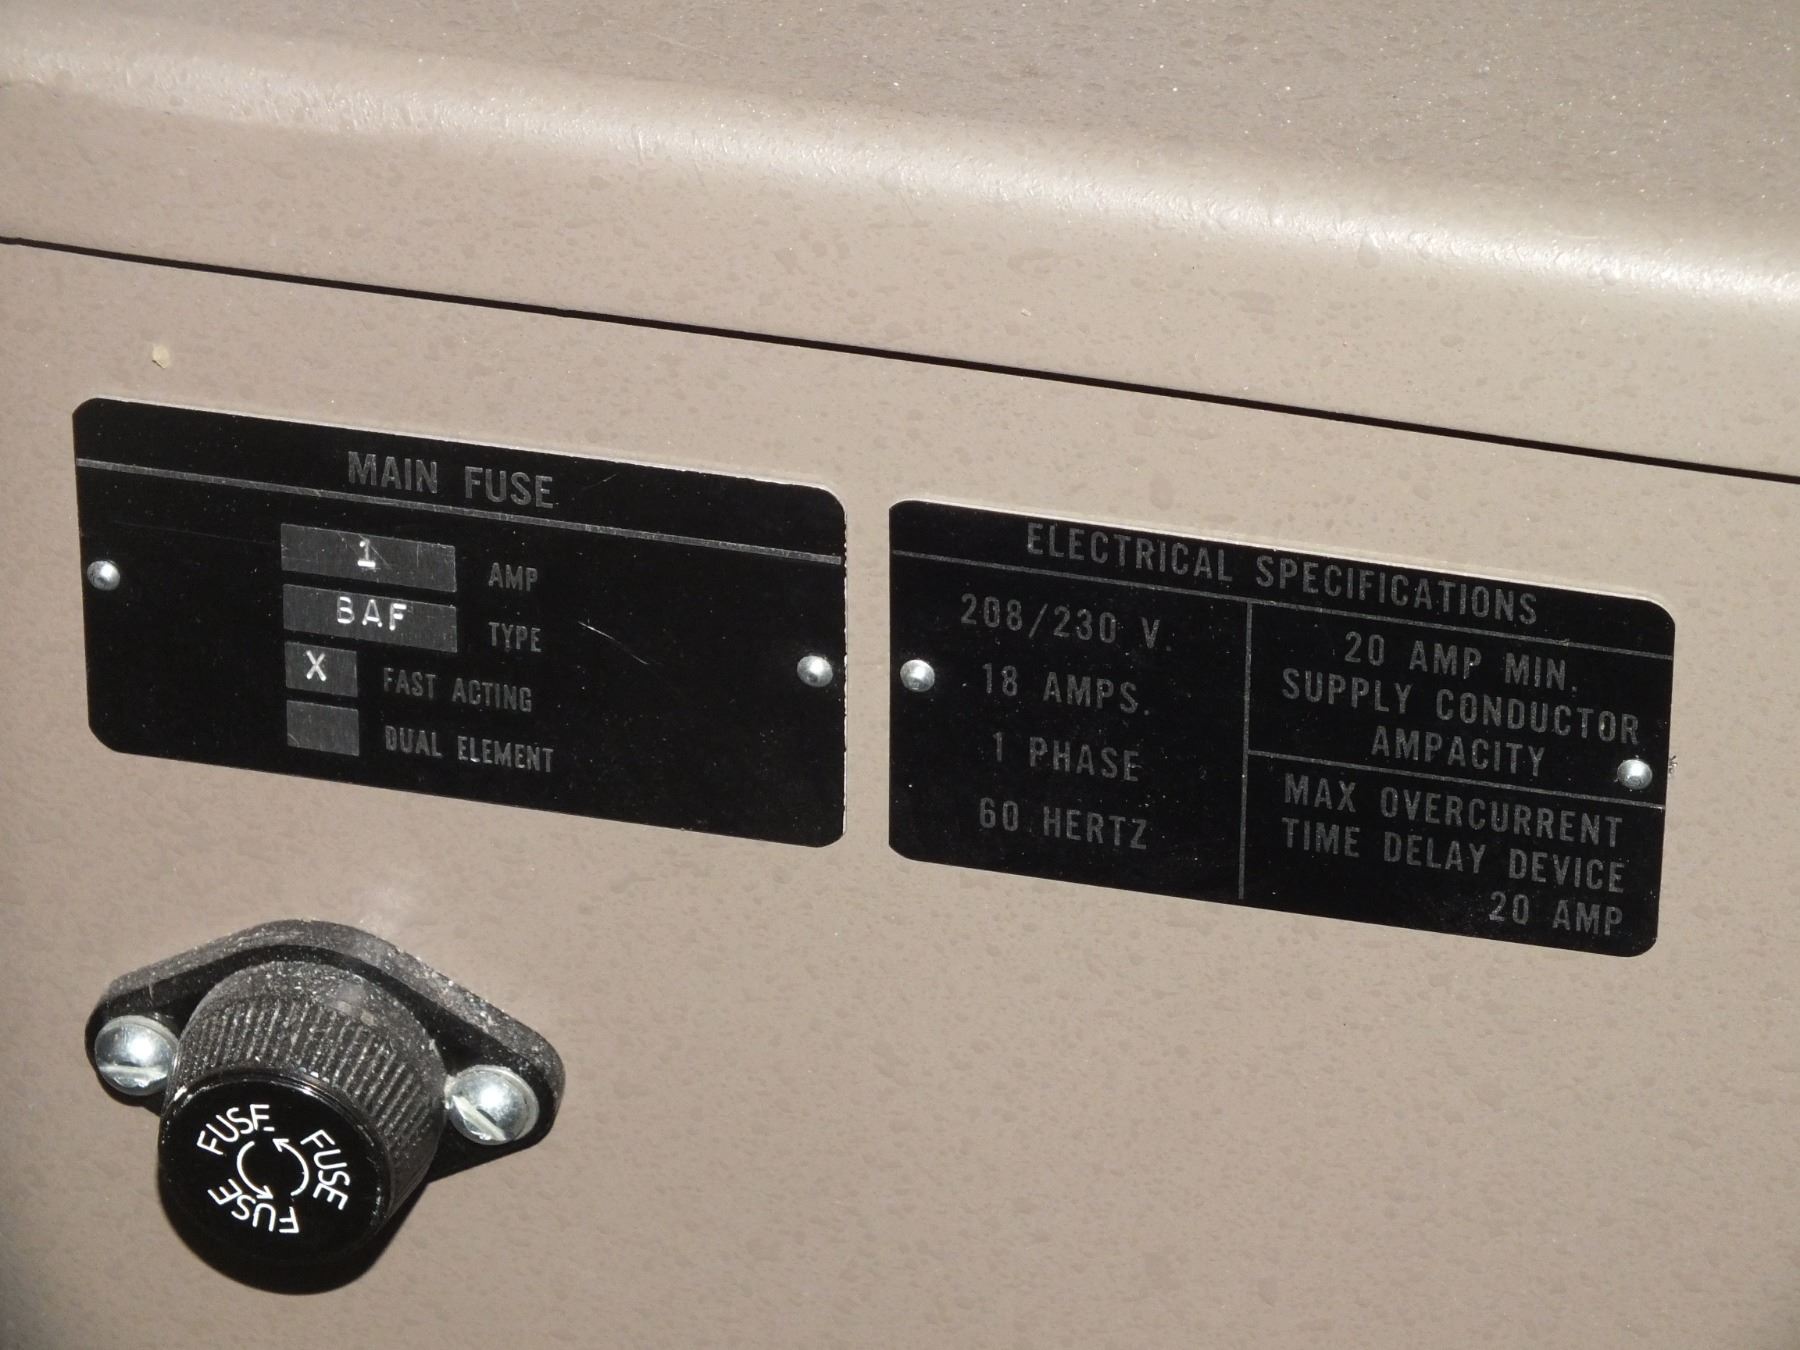 MAIN FUSE
1 AMP
BAF TYPE
X FAST ACTING
DUAL ELEMENT
ELECTRICAL SPECIFICATIONS
208/230 V.
18 AMPS.
1 PHASE
60 HERTZ
20 AMP MIN.
SUPPLY CONDUCTOR
AMPACITY
MAX OVERCURRENT
TIME DELAY DEVICE
20 AMP
FUSE
FUSE
FUSE